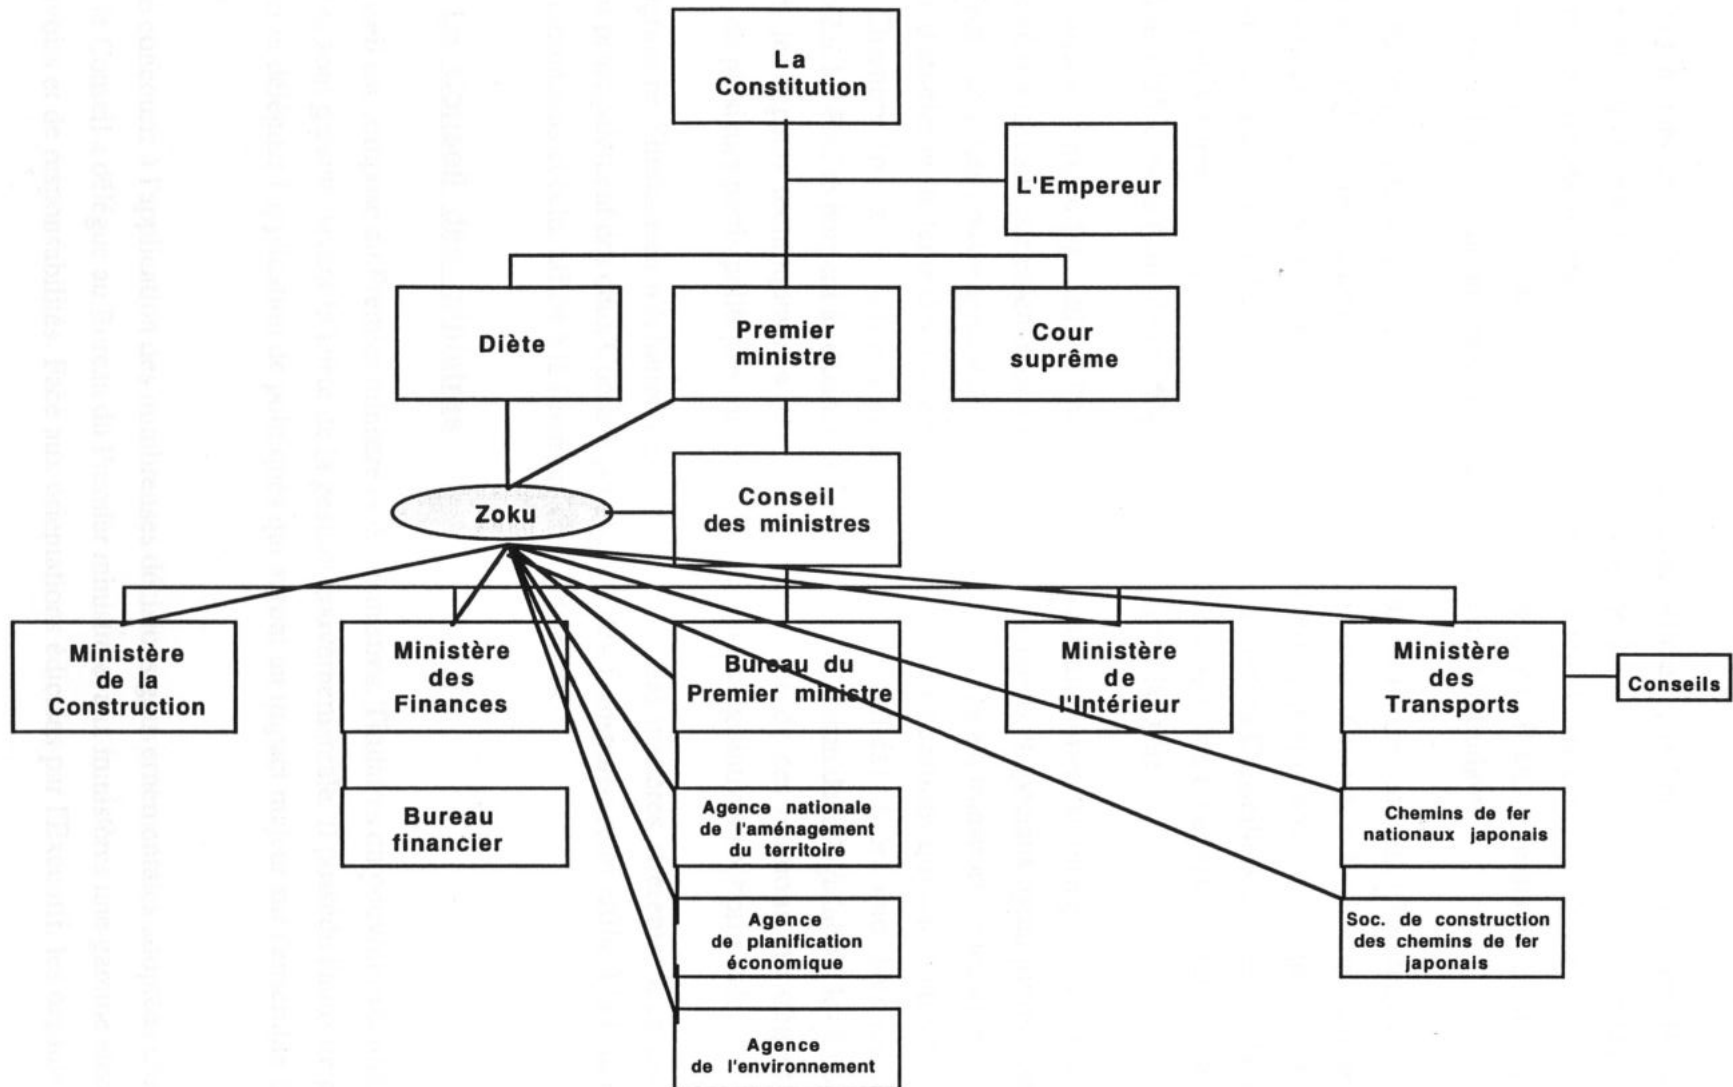 La
Constitution
L'Empereur
Diète
Premier
ministre
Cour
suprême
Zoku
Conseil
des ministres
Ministère
de la
Construction
Ministère
des
Finances
Bureau du
Premier ministre
Ministère
de
l'Intérieur
Ministère
des
Transports
Conseils
Bureau
financier
Agence nationale
de l'aménagement
du territoire
Chemins de fer
nationaux japonais
Agence
de planification
économique
Soc. de construction
des chemins de fer
japonais
Agence
de l'environnement